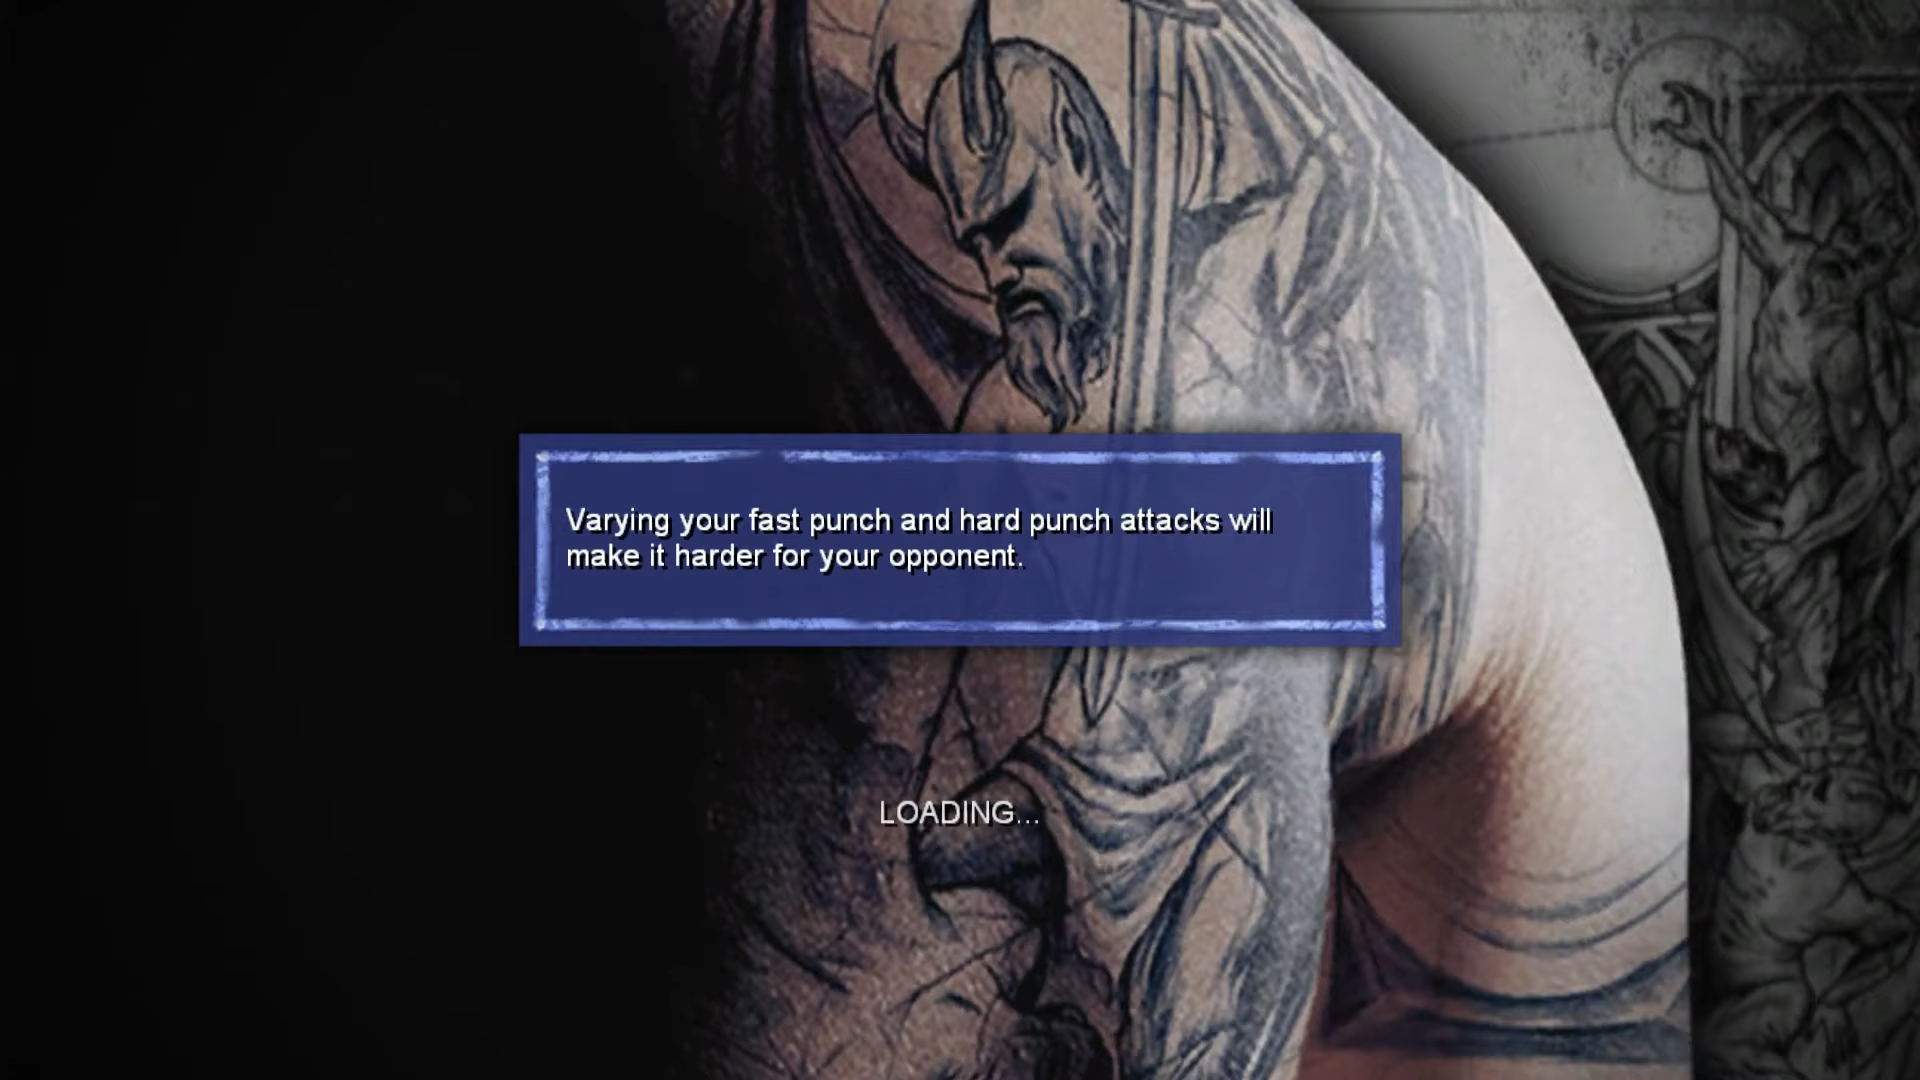 Varying your fast punch and hard punch attacks will
make it harder for your opponent.
LOADING...